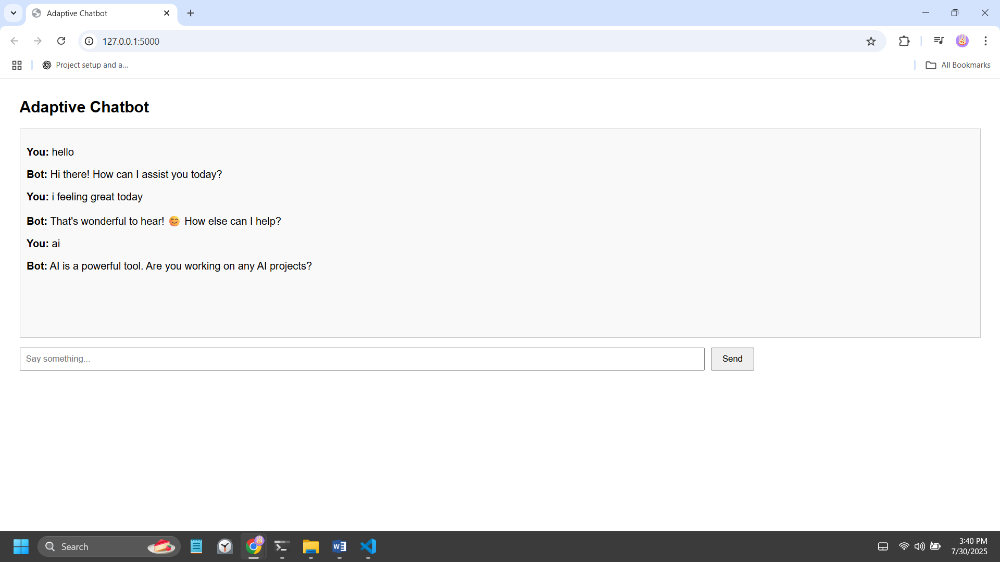 Adaptive Chatbot
127.0.0.1:5000
Project setup and a...
All Bookmarks
Adaptive Chatbot
You: hello
Bot: Hi there! How can I assist you today?
You: i feeling great today
Bot: That's wonderful to hear! 😊 How else can I help?
You: ai
Bot: AI is a powerful tool. Are you working on any AI projects?
Say something...
Send
Search
3:40 PM
7/30/2025